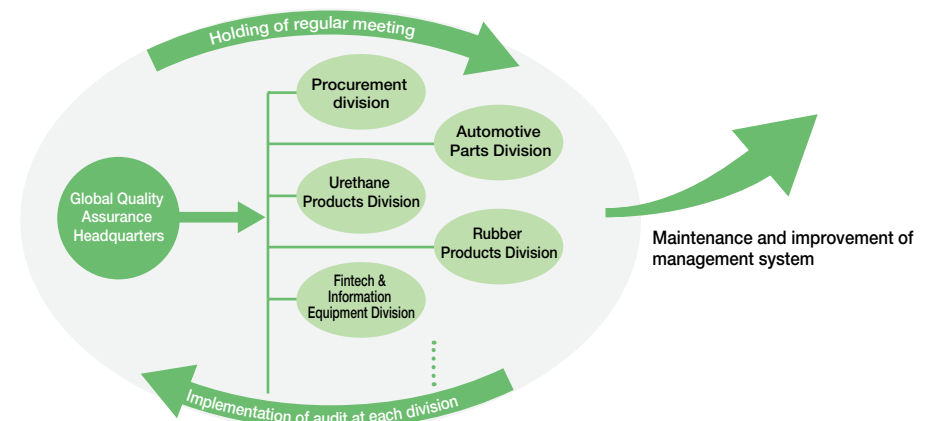 Holding of regular meeting
Procurement
division
Automotive
Parts Division
Urethane
Products Division
Global Quality
Assurance
Headquarters
Rubber
Products Division
Fintech &
Information
Equipment Division
Maintenance and improvement of
management system
Implementation of audit at each division